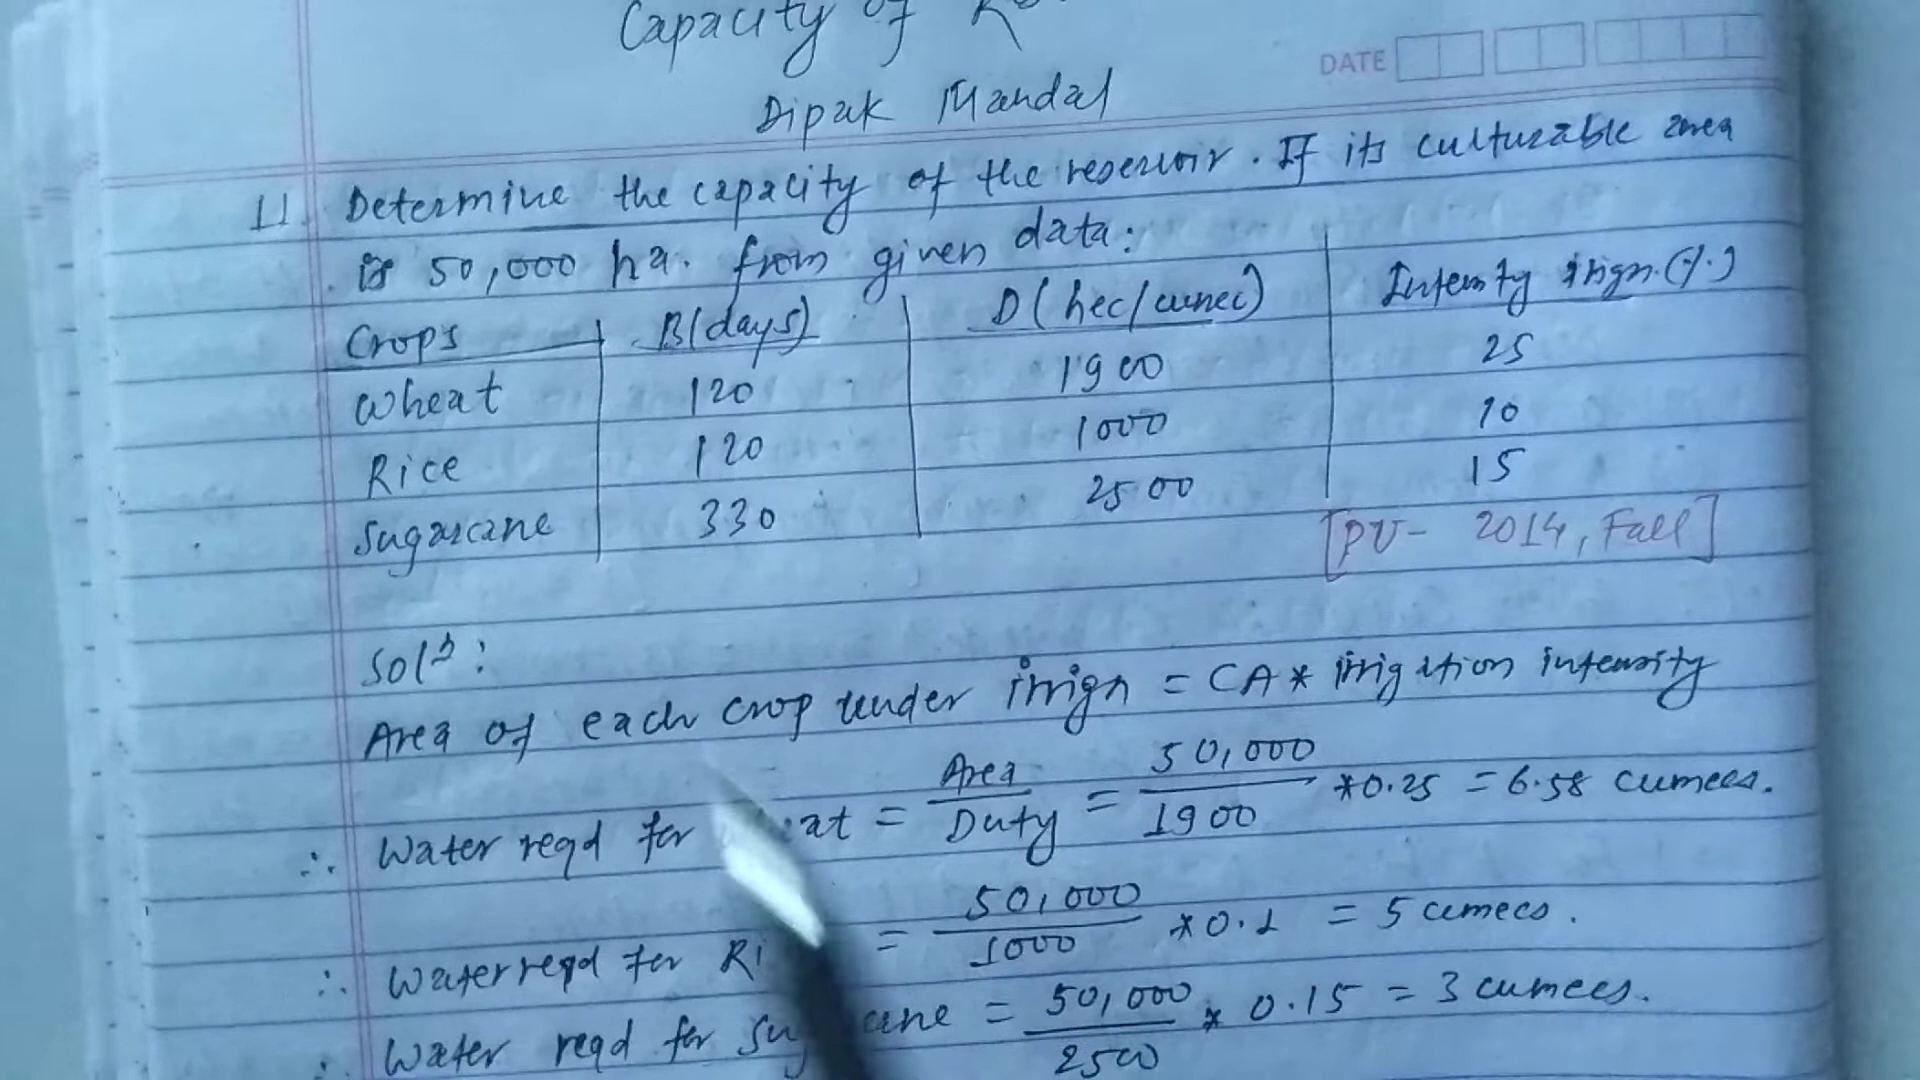 Capacity of
DATE
Dipak Mandal
11. Determine the capacity of the reservoir. If its culturable area
is 50,000 ha. from given data:
Crops B(days) D(hec/cumec) Intensity irign.(%)
Wheat 120 1900 25
Rice 120 1000 10
Sugarcane 330 2500 15
[PU- 2014, Fall]
Solⁿ:
Area of each crop under irrign = CA * irrigation intensity
∴ Water reqd for at = Area/Duty = 50,000/1900 *0.25 = 6.58 cumecs.
∴ Water reqd for Ri = 50,000/1000 *0.1 = 5 cumecs.
∴ Water reqd for Su cane = 50,000/2500 * 0.15 = 3 cumecs.